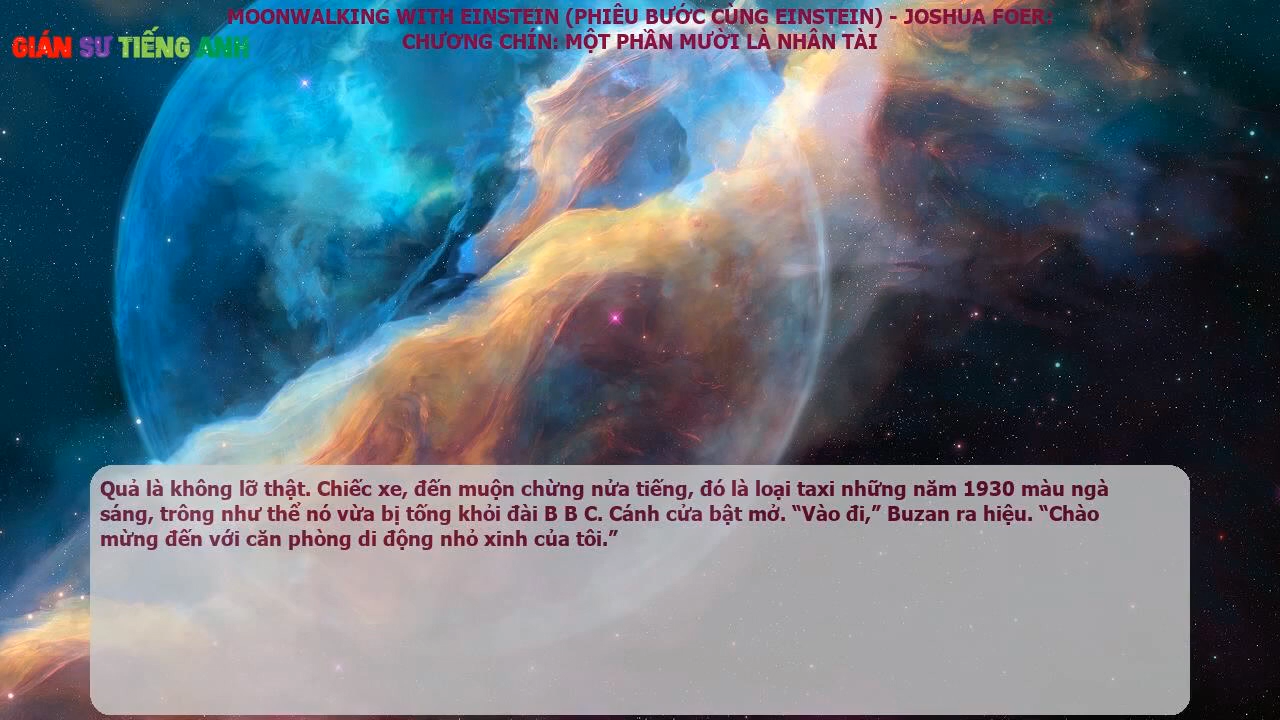 MOONWALKING WITH EINSTEIN (PHIÊU BƯỚC CÙNG EINSTEIN) - JOSHUA FOER:
CHƯƠNG CHÍN: MỘT PHẦN MƯỜI LÀ NHÂN TÀI
GIÁN SƯ TIẾNG ANH
Quả là không lỡ thật. Chiếc xe, đến muộn chừng nửa tiếng, đó là loại taxi những năm 1930 màu ngà
sáng, trông như thể nó vừa bị tống khỏi đài B B C. Cánh cửa bật mở. “Vào đi,” Buzan ra hiệu. “Chào
mừng đến với căn phòng di động nhỏ xinh của tôi.”